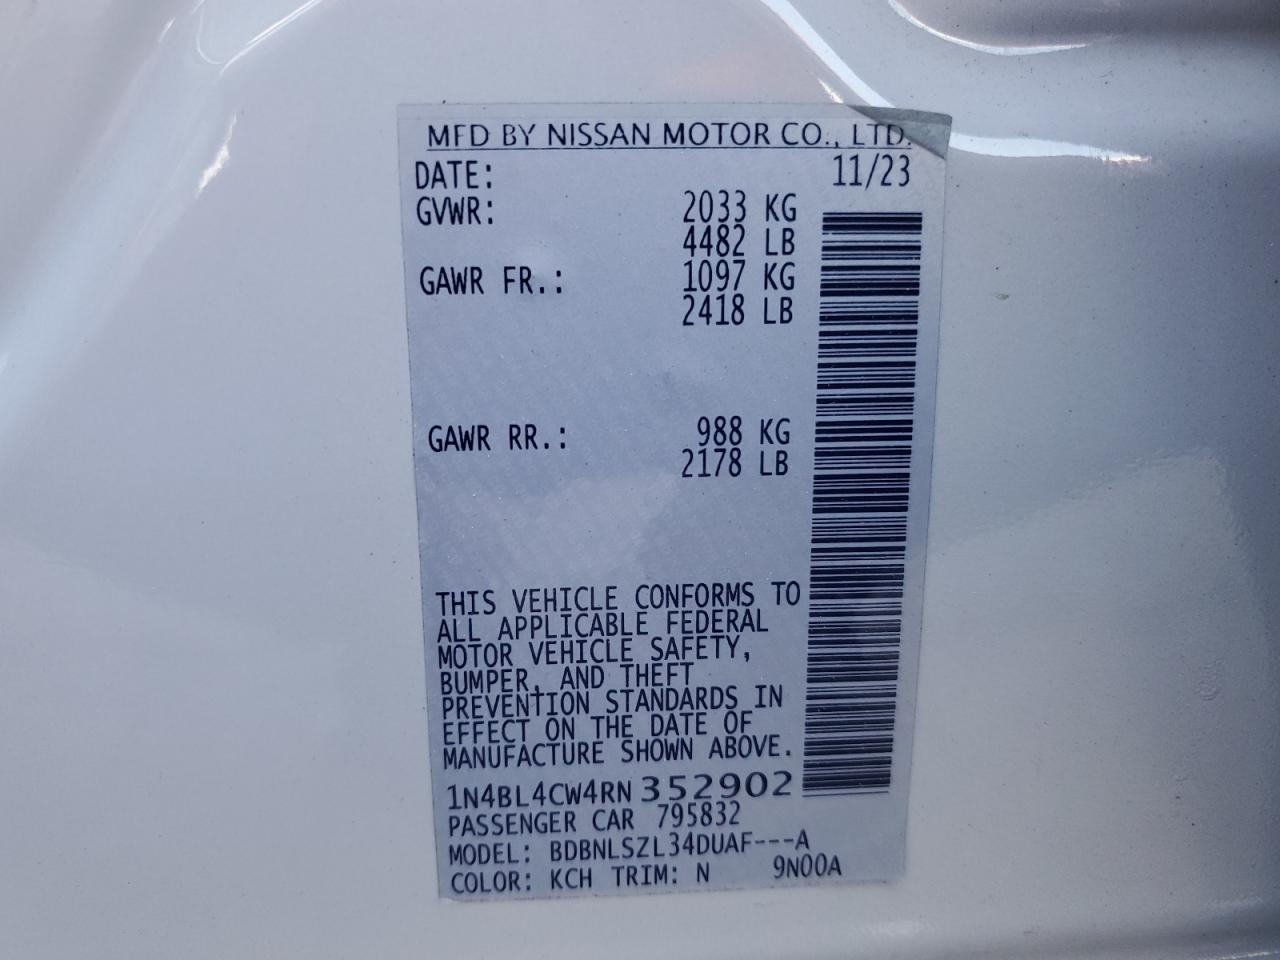 MFD BY NISSAN MOTOR CO., LTD.
DATE: 11/23
GVWR: 2033 KG
4482 LB
GAWR FR.: 1097 KG
2418 LB
GAWR RR.: 988 KG
2178 LB
THIS VEHICLE CONFORMS TO
ALL APPLICABLE FEDERAL
MOTOR VEHICLE SAFETY,
BUMPER, AND THEFT
PREVENTION STANDARDS IN
EFFECT ON THE DATE OF
MANUFACTURE SHOWN ABOVE.
1N4BL4CW4RN352902
PASSENGER CAR 795832
MODEL: BDBNLSZL34DUAF---A
COLOR: KCH TRIM: N 9N00A